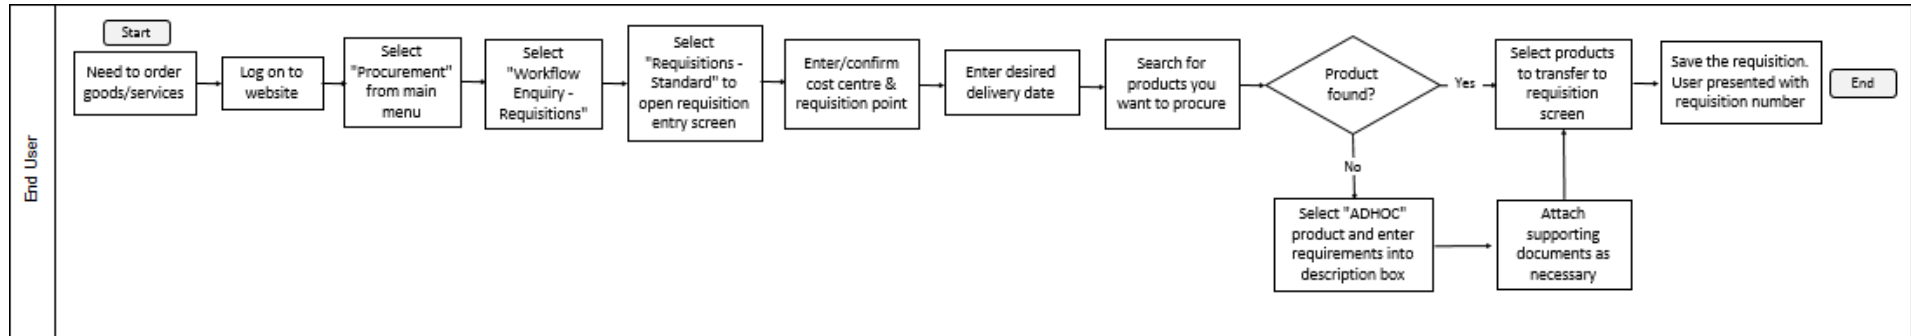 End User
Start
Need to order
goods/services
Log on to
website
Select
"Procurement"
from main
menu
Select
"Workflow
Enquiry -
Requisitions"
Select
"Requisitions -
Standard" to
open requisition
entry screen
Enter/confirm
cost centre &
requisition point
Enter desired
delivery date
Search for
products you
want to procure
Product
found?
Yes
No
Select "ADHOC"
product and enter
requirements into
description box
Attach
supporting
documents as
necessary
Select products
to transfer to
requisition
screen
Save the requisition.
User presented with
requisition number
End